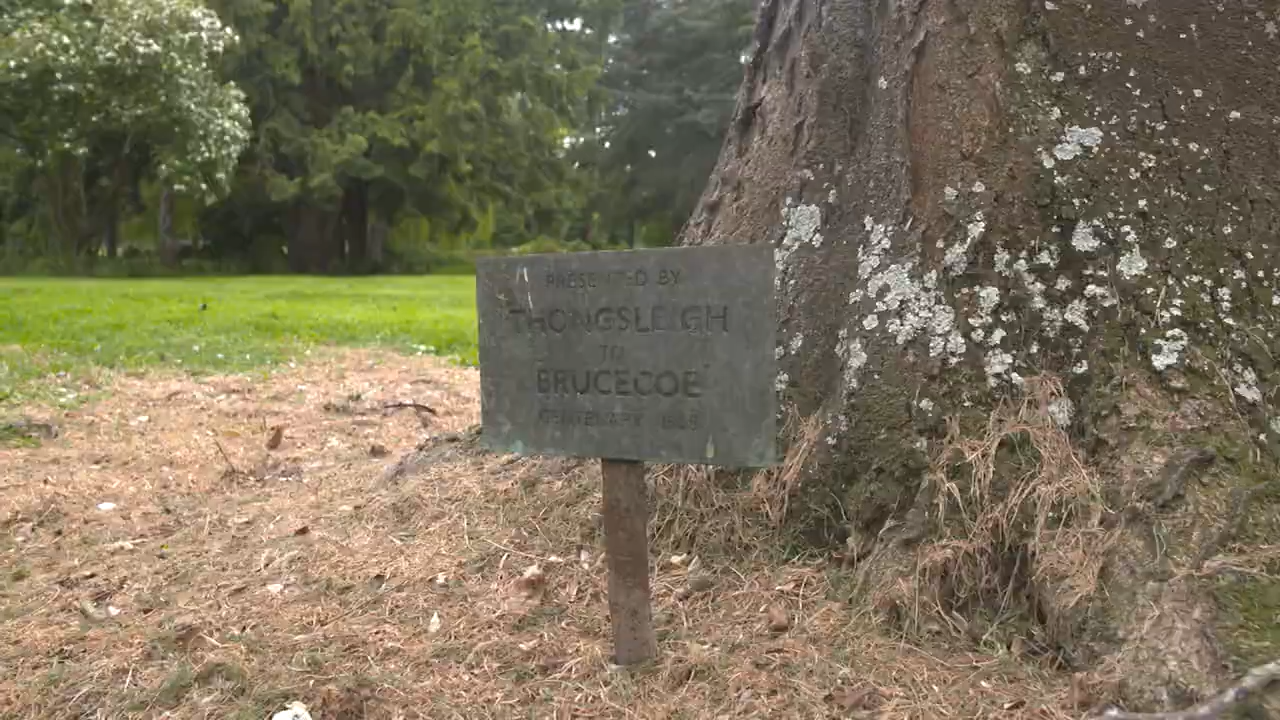 PRESENTED BY
THONGSLEIGH
TO
BRUCECOE
CENTENARY